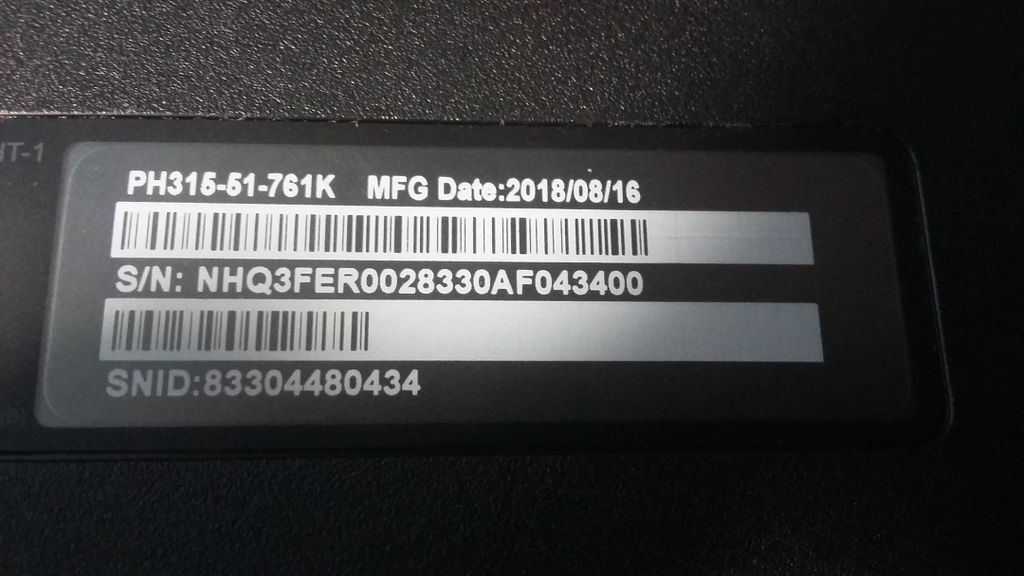 PH315-51-761K MFG Date:2018/08/16
S/N: NHQ3FER0028330AF043400
SNID:83304480434